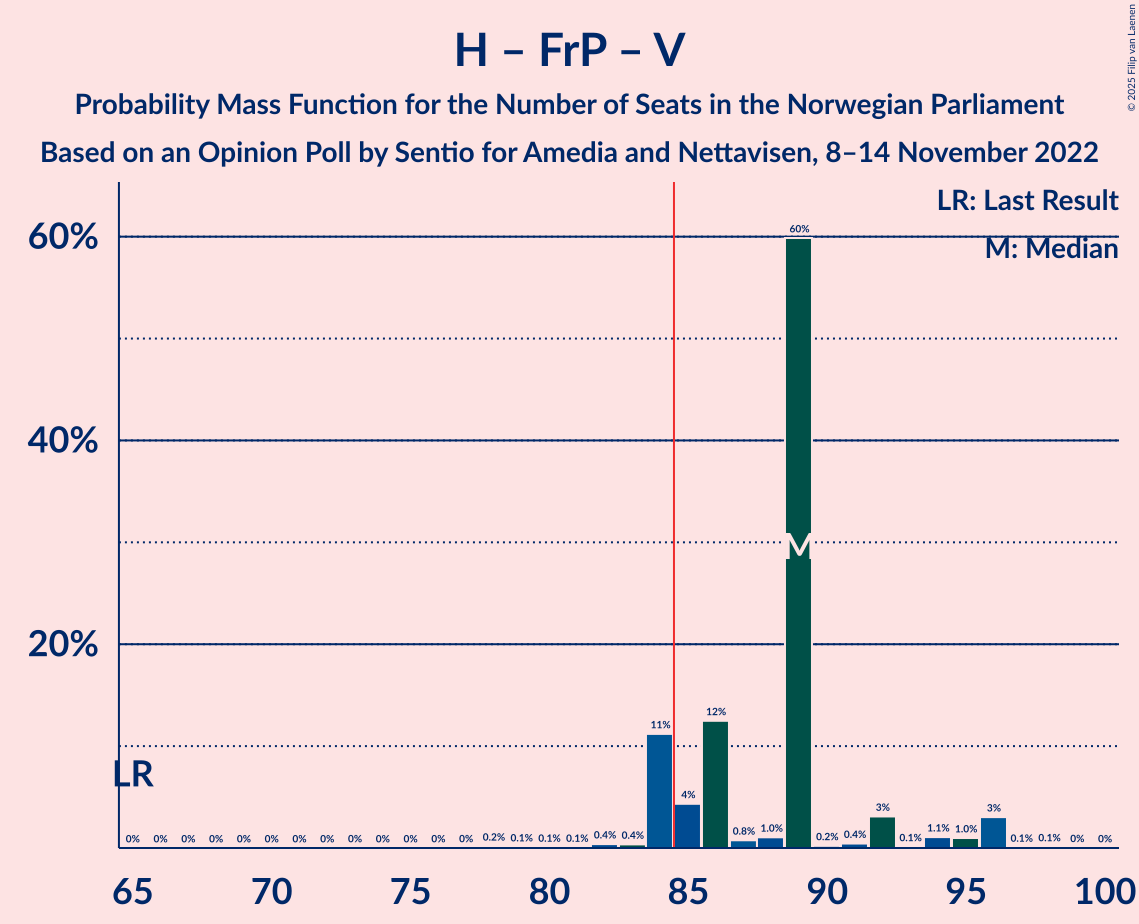 H – FrP – V
Probability Mass Function for the Number of Seats in the Norwegian Parliament
Based on an Opinion Poll by Sentio for Amedia and Nettavisen, 8–14 November 2022
© 2025 Filip van Laenen
LR: Last Result
M: Median
60%
40%
20%
60%
M
LR
0% 0% 0% 0% 0% 0% 0% 0% 0% 0% 0% 0% 0% 0.2% 0.1% 0.1% 0.1% 0.4% 0.4% 11% 4% 12% 0.8% 1.0% 0.2% 0.4% 3% 0.1% 1.1% 1.0% 3% 0.1% 0.1% 0% 0%
65 70 75 80 85 90 95 100